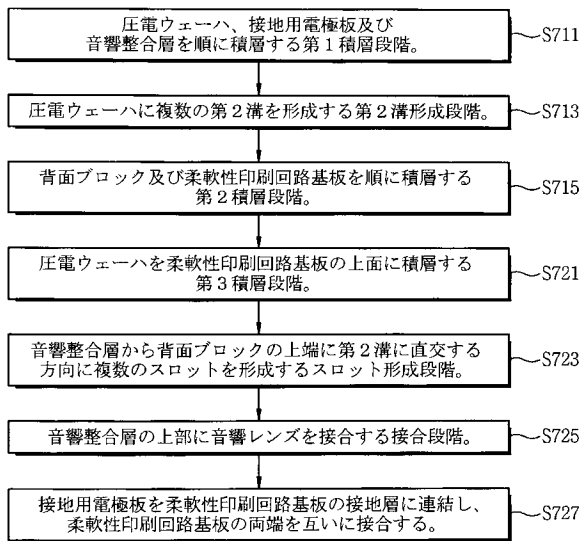 圧電ウェーハ、接地用電極板及び
音響整合層を順に積層する第1積層段階。
S711
圧電ウェーハに複数の第2溝を形成する第2溝形成段階。
S713
背面ブロック及び柔軟性印刷回路基板を順に積層する
第2積層段階。
S715
圧電ウェーハを柔軟性印刷回路基板の上面に積層する
第3積層段階。
S721
音響整合層から背面ブロックの上端に第2溝に直交する
方向に複数のスロットを形成するスロット形成段階。
S723
音響整合層の上部に音響レンズを接合する接合段階。
S725
接地用電極板を柔軟性印刷回路基板の接地層に連結し、
柔軟性印刷回路基板の両端を互いに接合する。
S727